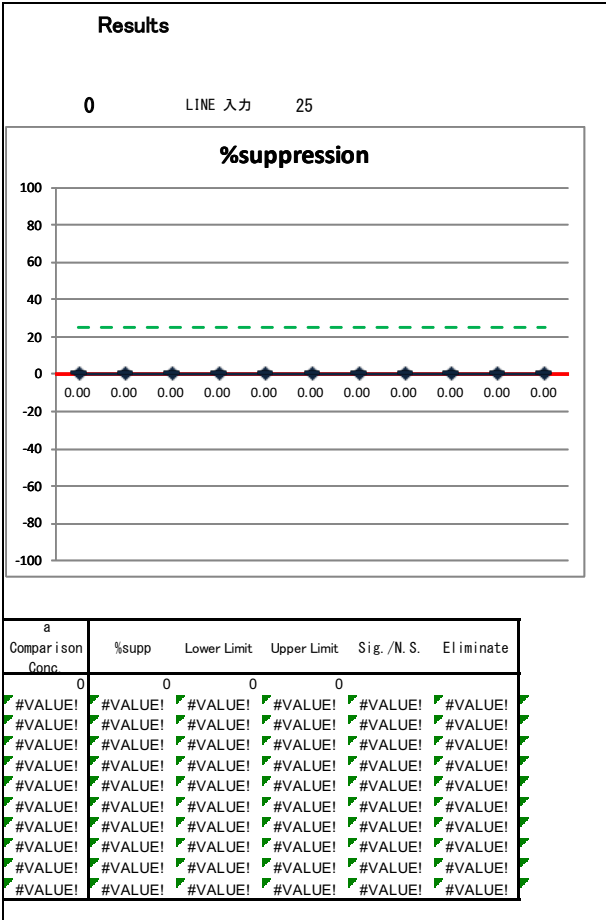 Results
0 LINE 入力 25
%suppression
100
80
60
40
20
0
0.00 0.00 0.00 0.00 0.00 0.00 0.00 0.00 0.00 0.00 0.00
-20
-40
-60
-80
-100
a
Comparison %supp Lower Limit Upper Limit Sig./N.S. Eliminate
Conc.
0 0 0 0
#VALUE! #VALUE! #VALUE! #VALUE! #VALUE! #VALUE!
#VALUE! #VALUE! #VALUE! #VALUE! #VALUE! #VALUE!
#VALUE! #VALUE! #VALUE! #VALUE! #VALUE! #VALUE!
#VALUE! #VALUE! #VALUE! #VALUE! #VALUE! #VALUE!
#VALUE! #VALUE! #VALUE! #VALUE! #VALUE! #VALUE!
#VALUE! #VALUE! #VALUE! #VALUE! #VALUE! #VALUE!
#VALUE! #VALUE! #VALUE! #VALUE! #VALUE! #VALUE!
#VALUE! #VALUE! #VALUE! #VALUE! #VALUE! #VALUE!
#VALUE! #VALUE! #VALUE! #VALUE! #VALUE! #VALUE!
#VALUE! #VALUE! #VALUE! #VALUE! #VALUE! #VALUE!